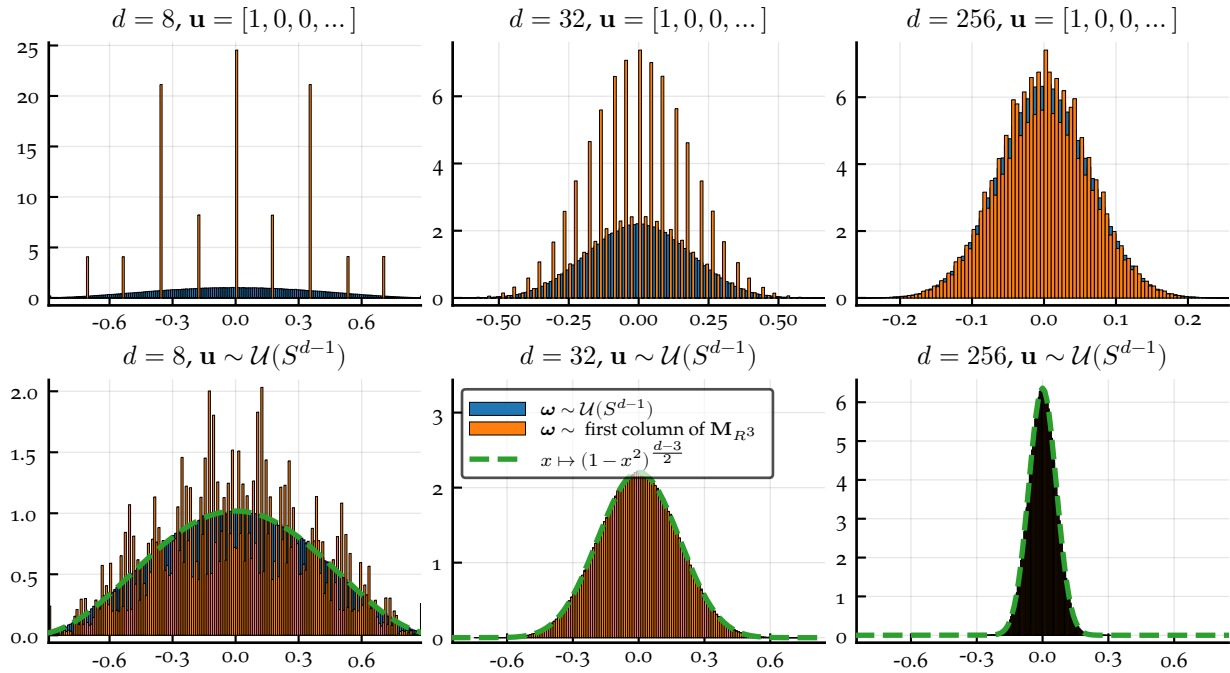 d = 8, u = [1, 0, 0, ...]
d = 32, u = [1, 0, 0, ...]
d = 256, u = [1, 0, 0, ...]
25
20
15
10
5
0
-0.6 -0.3 0.0 0.3 0.6
6
4
2
0
-0.50 -0.25 0.00 0.25 0.50
6
4
2
0
-0.2 -0.1 0.0 0.1 0.2
d = 8, u ∼ 𝒰(S^{d−1})
d = 32, u ∼ 𝒰(S^{d−1})
d = 256, u ∼ 𝒰(S^{d−1})
2.0
1.5
1.0
0.5
0.0
-0.6 -0.3 0.0 0.3 0.6
3
2
1
0
-0.6 -0.3 0.0 0.3 0.6
ω ∼ 𝒰(S^{d−1})
ω ∼ first column of M_{R^3}
x ↦ (1−x²)^{\frac{d−3}{2}}
6
5
4
3
2
1
0
-0.6 -0.3 0.0 0.3 0.6